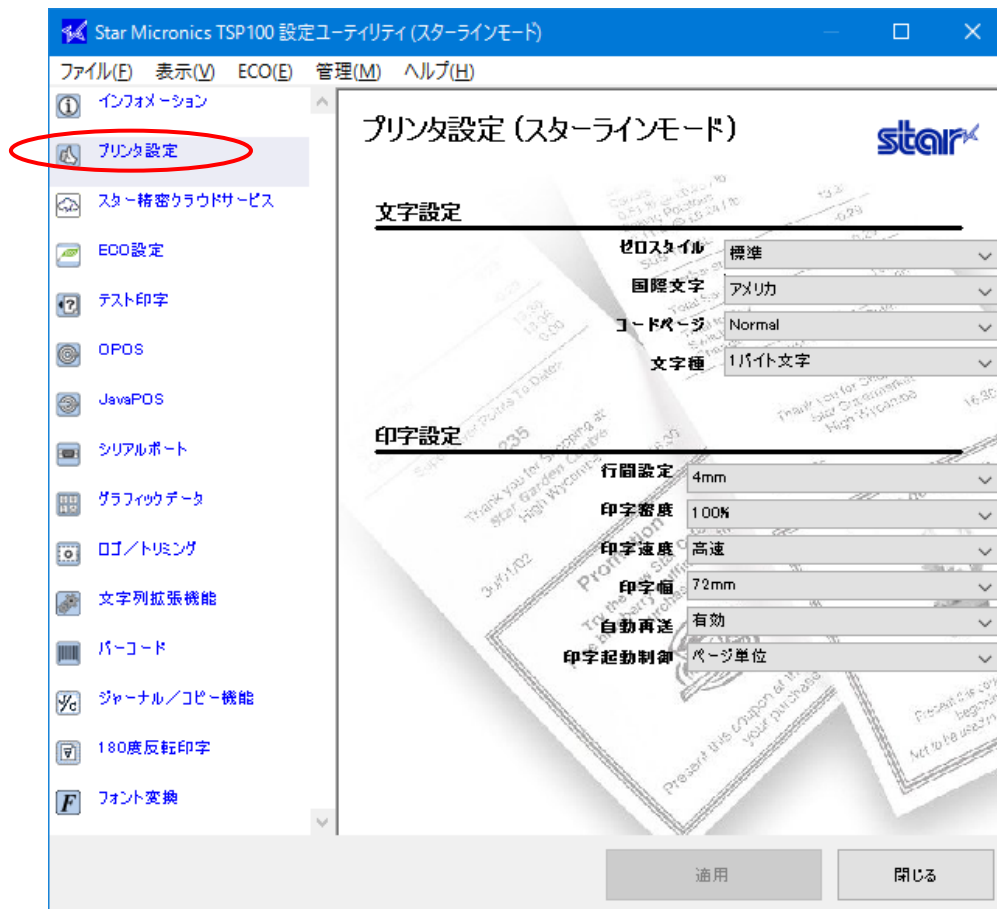 Star Micronics TSP100 設定ユーティリティ (スターラインモード)
ファイル(F) 表示(V) ECO(E) 管理(M) ヘルプ(H)
インフォメーション
プリンタ設定
スター精密クラウドサービス
ECO設定
テスト印字
OPOS
JavaPOS
シリアルポート
グラフィックデータ
ロゴ／トリミング
文字列拡張機能
バーコード
ジャーナル／コピー機能
180度反転印字
フォント変換
プリンタ設定 (スターラインモード)
star
文字設定
ゼロスタイル 標準
国際文字 アメリカ
コードページ Normal
文字種 1バイト文字
印字設定
行間設定 4mm
印字密度 100%
印字速度 高速
印字幅 72mm
自動再送 有効
印字起動制御 ページ単位
適用
閉じる